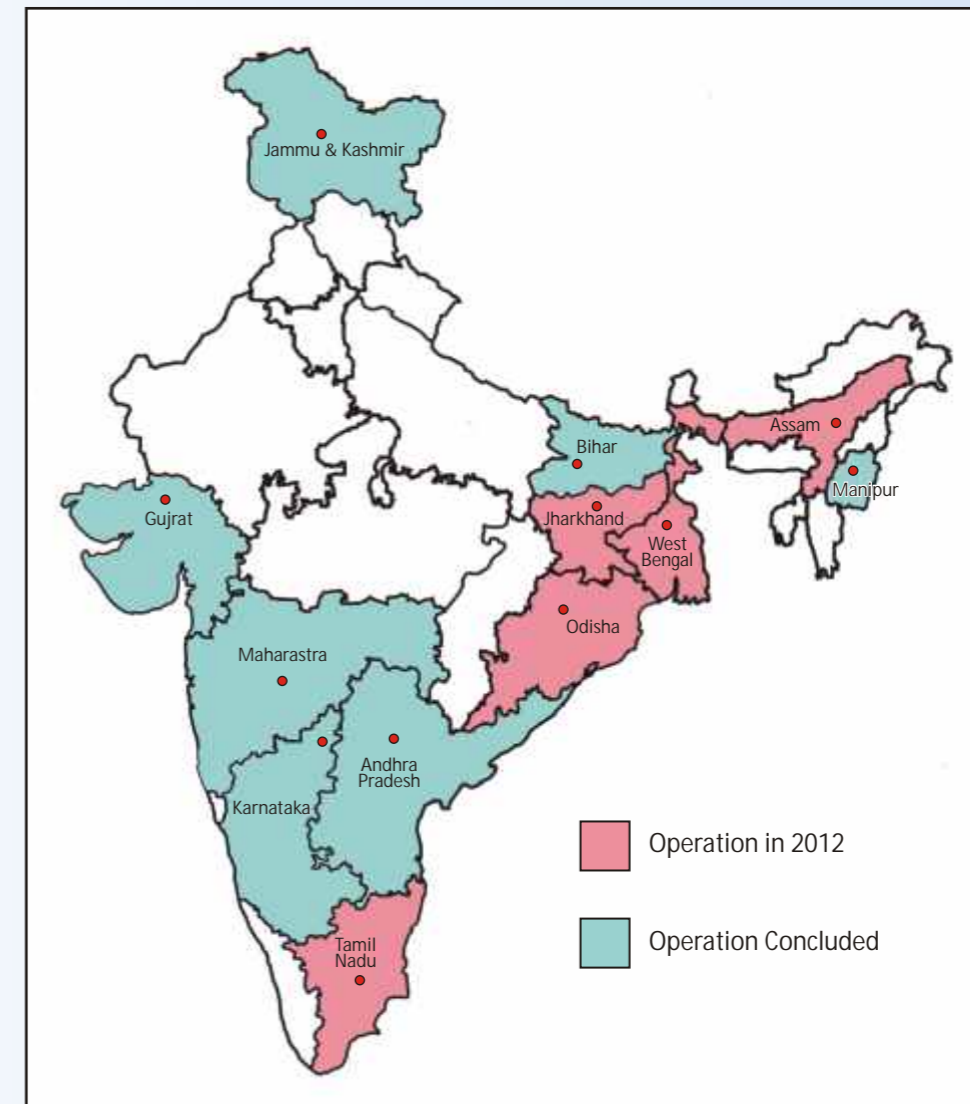 Jammu & Kashmir
Assam
Bihar
Manipur
Gujrat
Jharkhand
West
Bengal
Odisha
Maharastra
Andhra
Pradesh
Karnataka
Operation in 2012
Operation Concluded
Tamil
Nadu